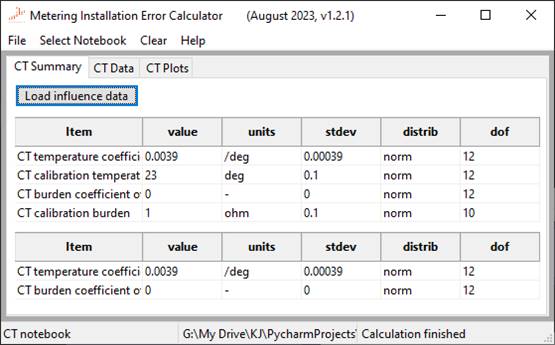 Metering Installation Error Calculator (August 2023, v1.2.1)
File Select Notebook Clear Help
CT Summary CT Data CT Plots
Load influence data
Item value units stdev distrib dof
CT temperature coeffici 0.0039 /deg 0.00039 norm 12
CT calibration temperat 23 deg 0.1 norm 12
CT burden coefficient o 0 - 0 norm 12
CT calibration burden 1 ohm 0.1 norm 10
Item value units stdev distrib dof
CT temperature coeffici 0.0039 /deg 0.00039 norm 12
CT burden coefficient o 0 - 0 norm 12
CT notebook G:\My Drive\KJ\PycharmProjects\ Calculation finished